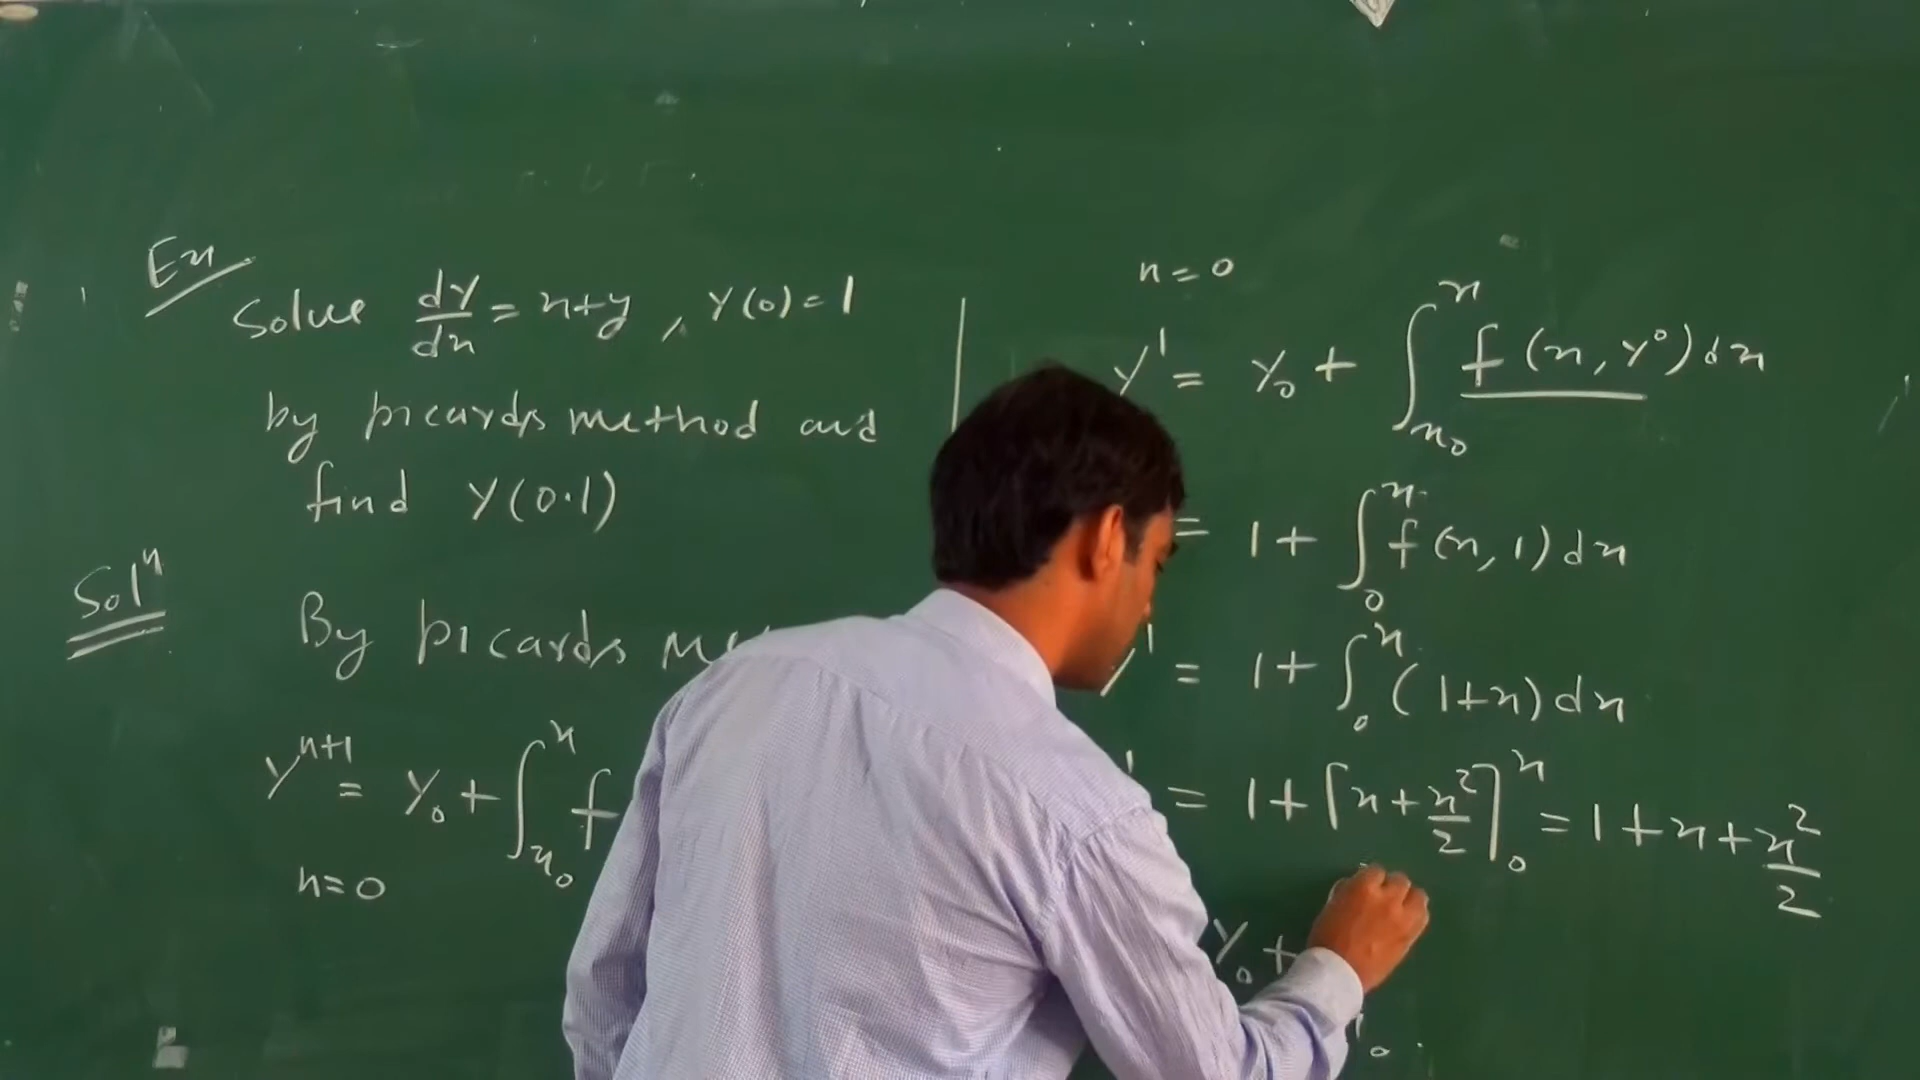 Ex
Solve dy/dx = x+y, y(0)=1
by picards method and
find y(0.1)
Solⁿ
By picards
yⁿ⁺¹ = y₀ + ∫ₓ₀ˣ f
n=0
n=0
y¹ = y₀ + ∫ₓ₀ˣ f(x, y⁰)dx
= 1+ ∫₀ˣ f(x,1)dx
y¹ = 1+ ∫₀ˣ (1+x)dx
= 1+[x+x²/2]₀ˣ = 1+x+x²/2
y₀ +